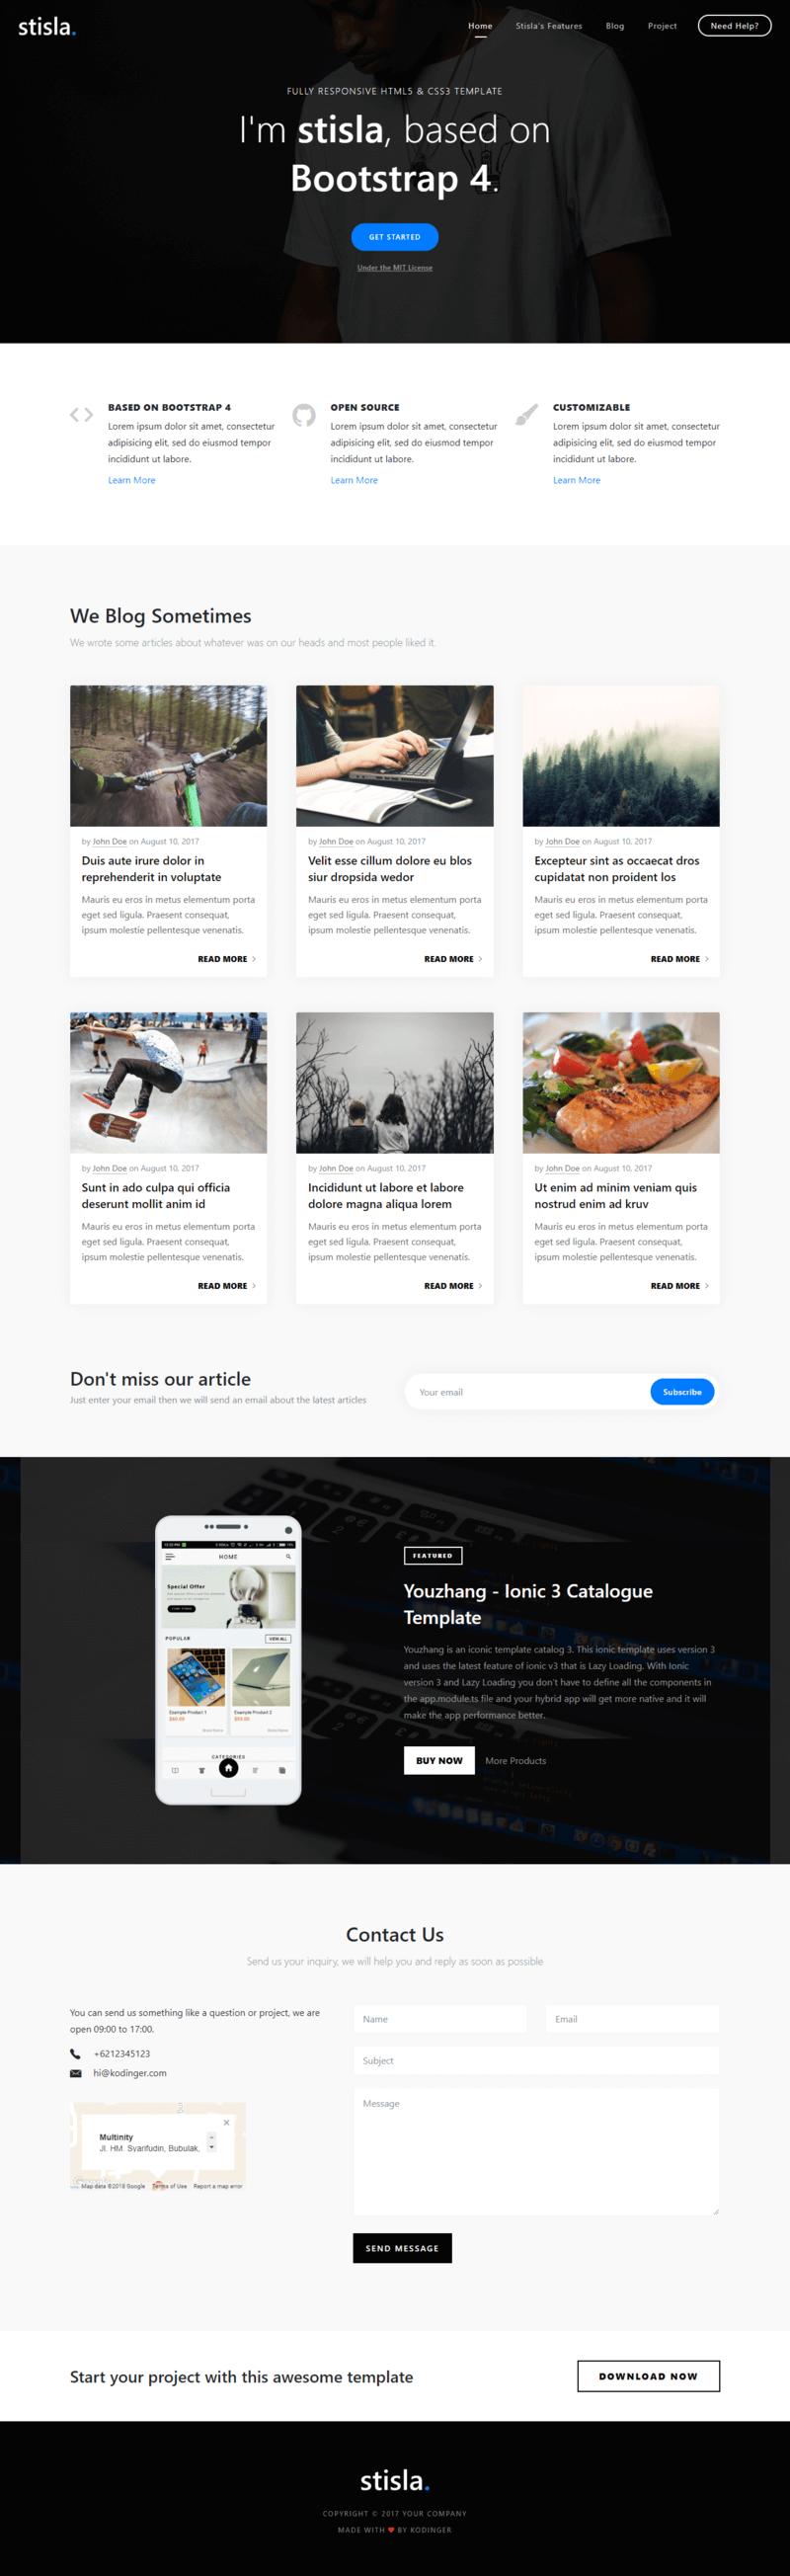 stisla.
Home Stisla's Features Blog Project Need Help?
FULLY RESPONSIVE HTML5 & CSS3 TEMPLATE
I'm stisla, based on
Bootstrap 4.
GET STARTED
Under the MIT License
BASED ON BOOTSTRAP 4
Lorem ipsum dolor sit amet, consectetur
adipisicing elit, sed do eiusmod tempor
incididunt ut labore.
Learn More
OPEN SOURCE
Lorem ipsum dolor sit amet, consectetur
adipisicing elit, sed do eiusmod tempor
incididunt ut labore.
Learn More
CUSTOMIZABLE
Lorem ipsum dolor sit amet, consectetur
adipisicing elit, sed do eiusmod tempor
incididunt ut labore.
Learn More
We Blog Sometimes
We wrote some articles about whatever was on our heads and most people liked it.
by John Doe on August 10, 2017
Duis aute irure dolor in
reprehenderit in voluptate
Mauris eu eros in metus elementum porta
eget sed ligula. Praesent consequat,
ipsum molestie pellentesque venenatis.
READ MORE
by John Doe on August 10, 2017
Velit esse cillum dolore eu blos
siur dropsida wedor
Mauris eu eros in metus elementum porta
eget sed ligula. Praesent consequat,
ipsum molestie pellentesque venenatis.
READ MORE
by John Doe on August 10, 2017
Excepteur sint as occaecat dros
cupidatat non proident los
Mauris eu eros in metus elementum porta
eget sed ligula. Praesent consequat,
ipsum molestie pellentesque venenatis.
READ MORE
by John Doe on August 10, 2017
Sunt in ado culpa qui officia
deserunt mollit anim id
Mauris eu eros in metus elementum porta
eget sed ligula. Praesent consequat,
ipsum molestie pellentesque venenatis.
READ MORE
by John Doe on August 10, 2017
Incididunt ut labore et labore
dolore magna aliqua lorem
Mauris eu eros in metus elementum porta
eget sed ligula. Praesent consequat,
ipsum molestie pellentesque venenatis.
READ MORE
by John Doe on August 10, 2017
Ut enim ad minim veniam quis
nostrud enim ad kruv
Mauris eu eros in metus elementum porta
eget sed ligula. Praesent consequat,
ipsum molestie pellentesque venenatis.
READ MORE
Don't miss our article
Just enter your email then we will send an email about the latest articles
Your email
Subscribe
HOME
Special Offer
POPULAR
VIEW ALL
Example Product 1
$60.00
Brand Name
Example Product 2
$55.00
Brand Name
CATEGORIES
FEATURED
Youzhang - Ionic 3 Catalogue
Template
Youzhang is an iconic template catalog 3. This ionic template uses version 3
and uses the latest feature of ionic v3 that is Lazy Loading. With Ionic
version 3 and Lazy Loading you don't have to define all the components in
the app.module.ts file and your hybrid app will get more native and it will
make the app performance better.
BUY NOW More Products
Contact Us
Send us your inquiry, we will help you and reply as soon as possible
You can send us something like a question or project, we are
open 09:00 to 17:00.
+6212345123
hi@kodinger.com
Multinity
Jl. HM. Syarifudin, Bubulak,
Google
Map data ©2018 Google Terms of Use Report a map error
Name
Email
Subject
Message
SEND MESSAGE
Start your project with this awesome template
DOWNLOAD NOW
stisla.
COPYRIGHT © 2017 YOUR COMPANY
MADE WITH ♥ BY KODINGER